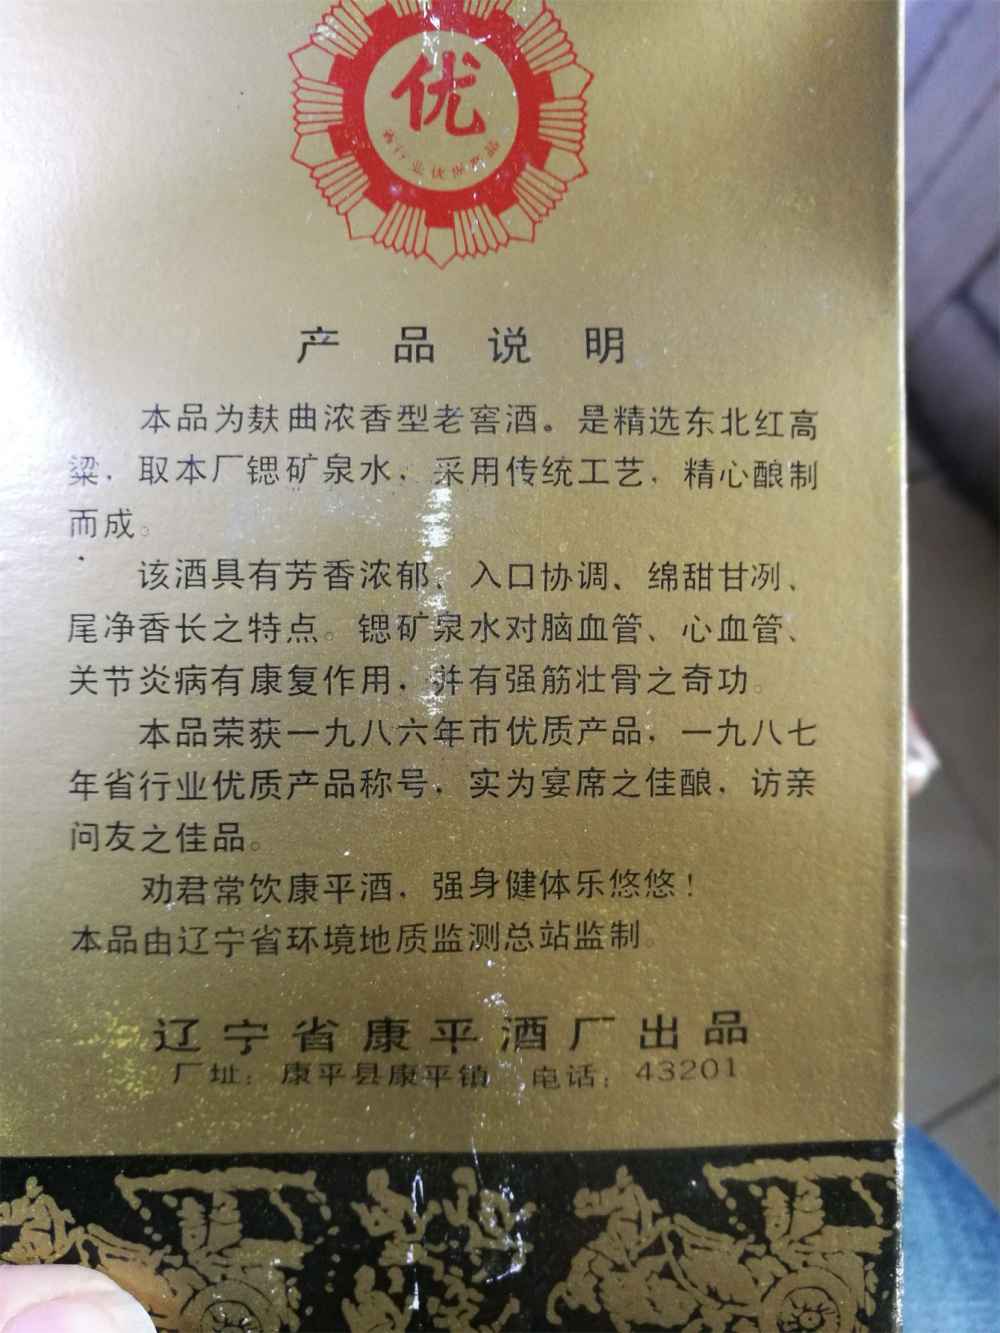 优
省行业优质产品
产品说明
本品为麸曲浓香型老窖酒。是精选东北红高
粱，取本厂锶矿泉水，采用传统工艺，精心酿制
而成。
该酒具有芳香浓郁、入口协调、绵甜甘冽、
尾净香长之特点。锶矿泉水对脑血管、心血管、
关节炎病有康复作用，并有强筋壮骨之奇功。
本品荣获一九八六年市优质产品，一九八七
年省行业优质产品称号，实为宴席之佳酿，访亲
问友之佳品。
劝君常饮康平酒，强身健体乐悠悠！
本品由辽宁省环境地质监测总站监制。
辽宁省康平酒厂出品
厂址：康平县康平镇 电话：43201